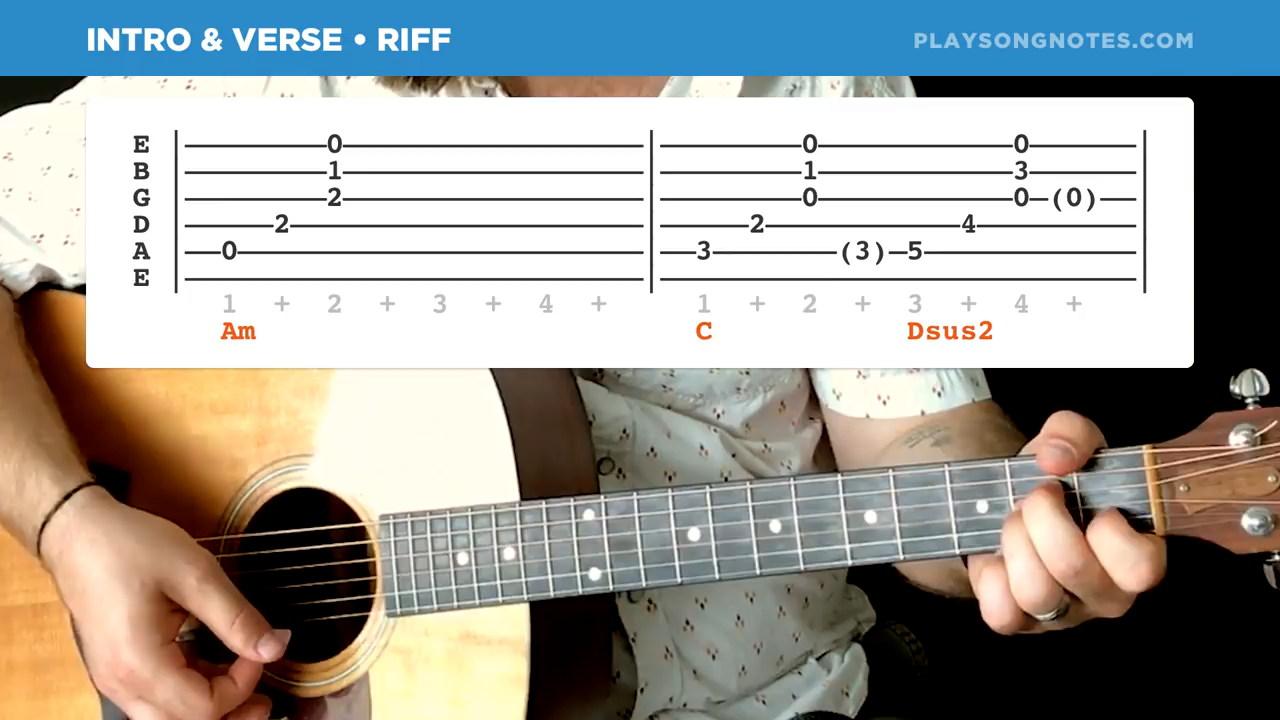 INTRO & VERSE • RIFF
PLAYSONGNOTES.COM
E 0 0 0
B 1 1 3
G 2 0 0 (0)
D 2 2 4
A 0 3 (3) 5
E
1 + 2 + 3 + 4 + 1 + 2 + 3 + 4 +
Am C Dsus2